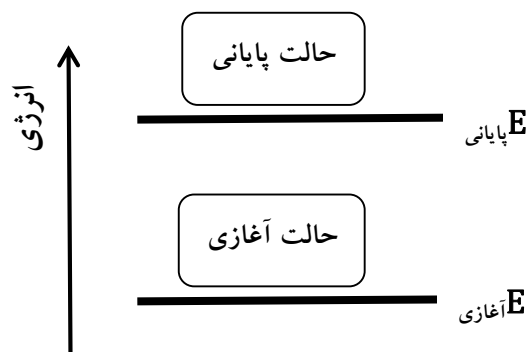 حالت پایانی
Eپایانی
انرژی
حالت آغازی
Eآغازی